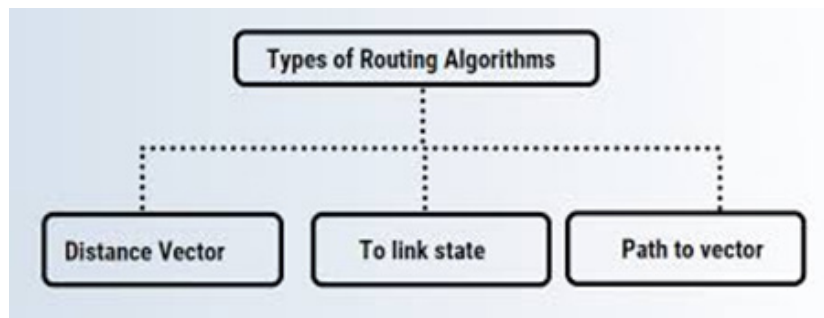 Types of Routing Algorithms
Distance Vector
To link state
Path to vector